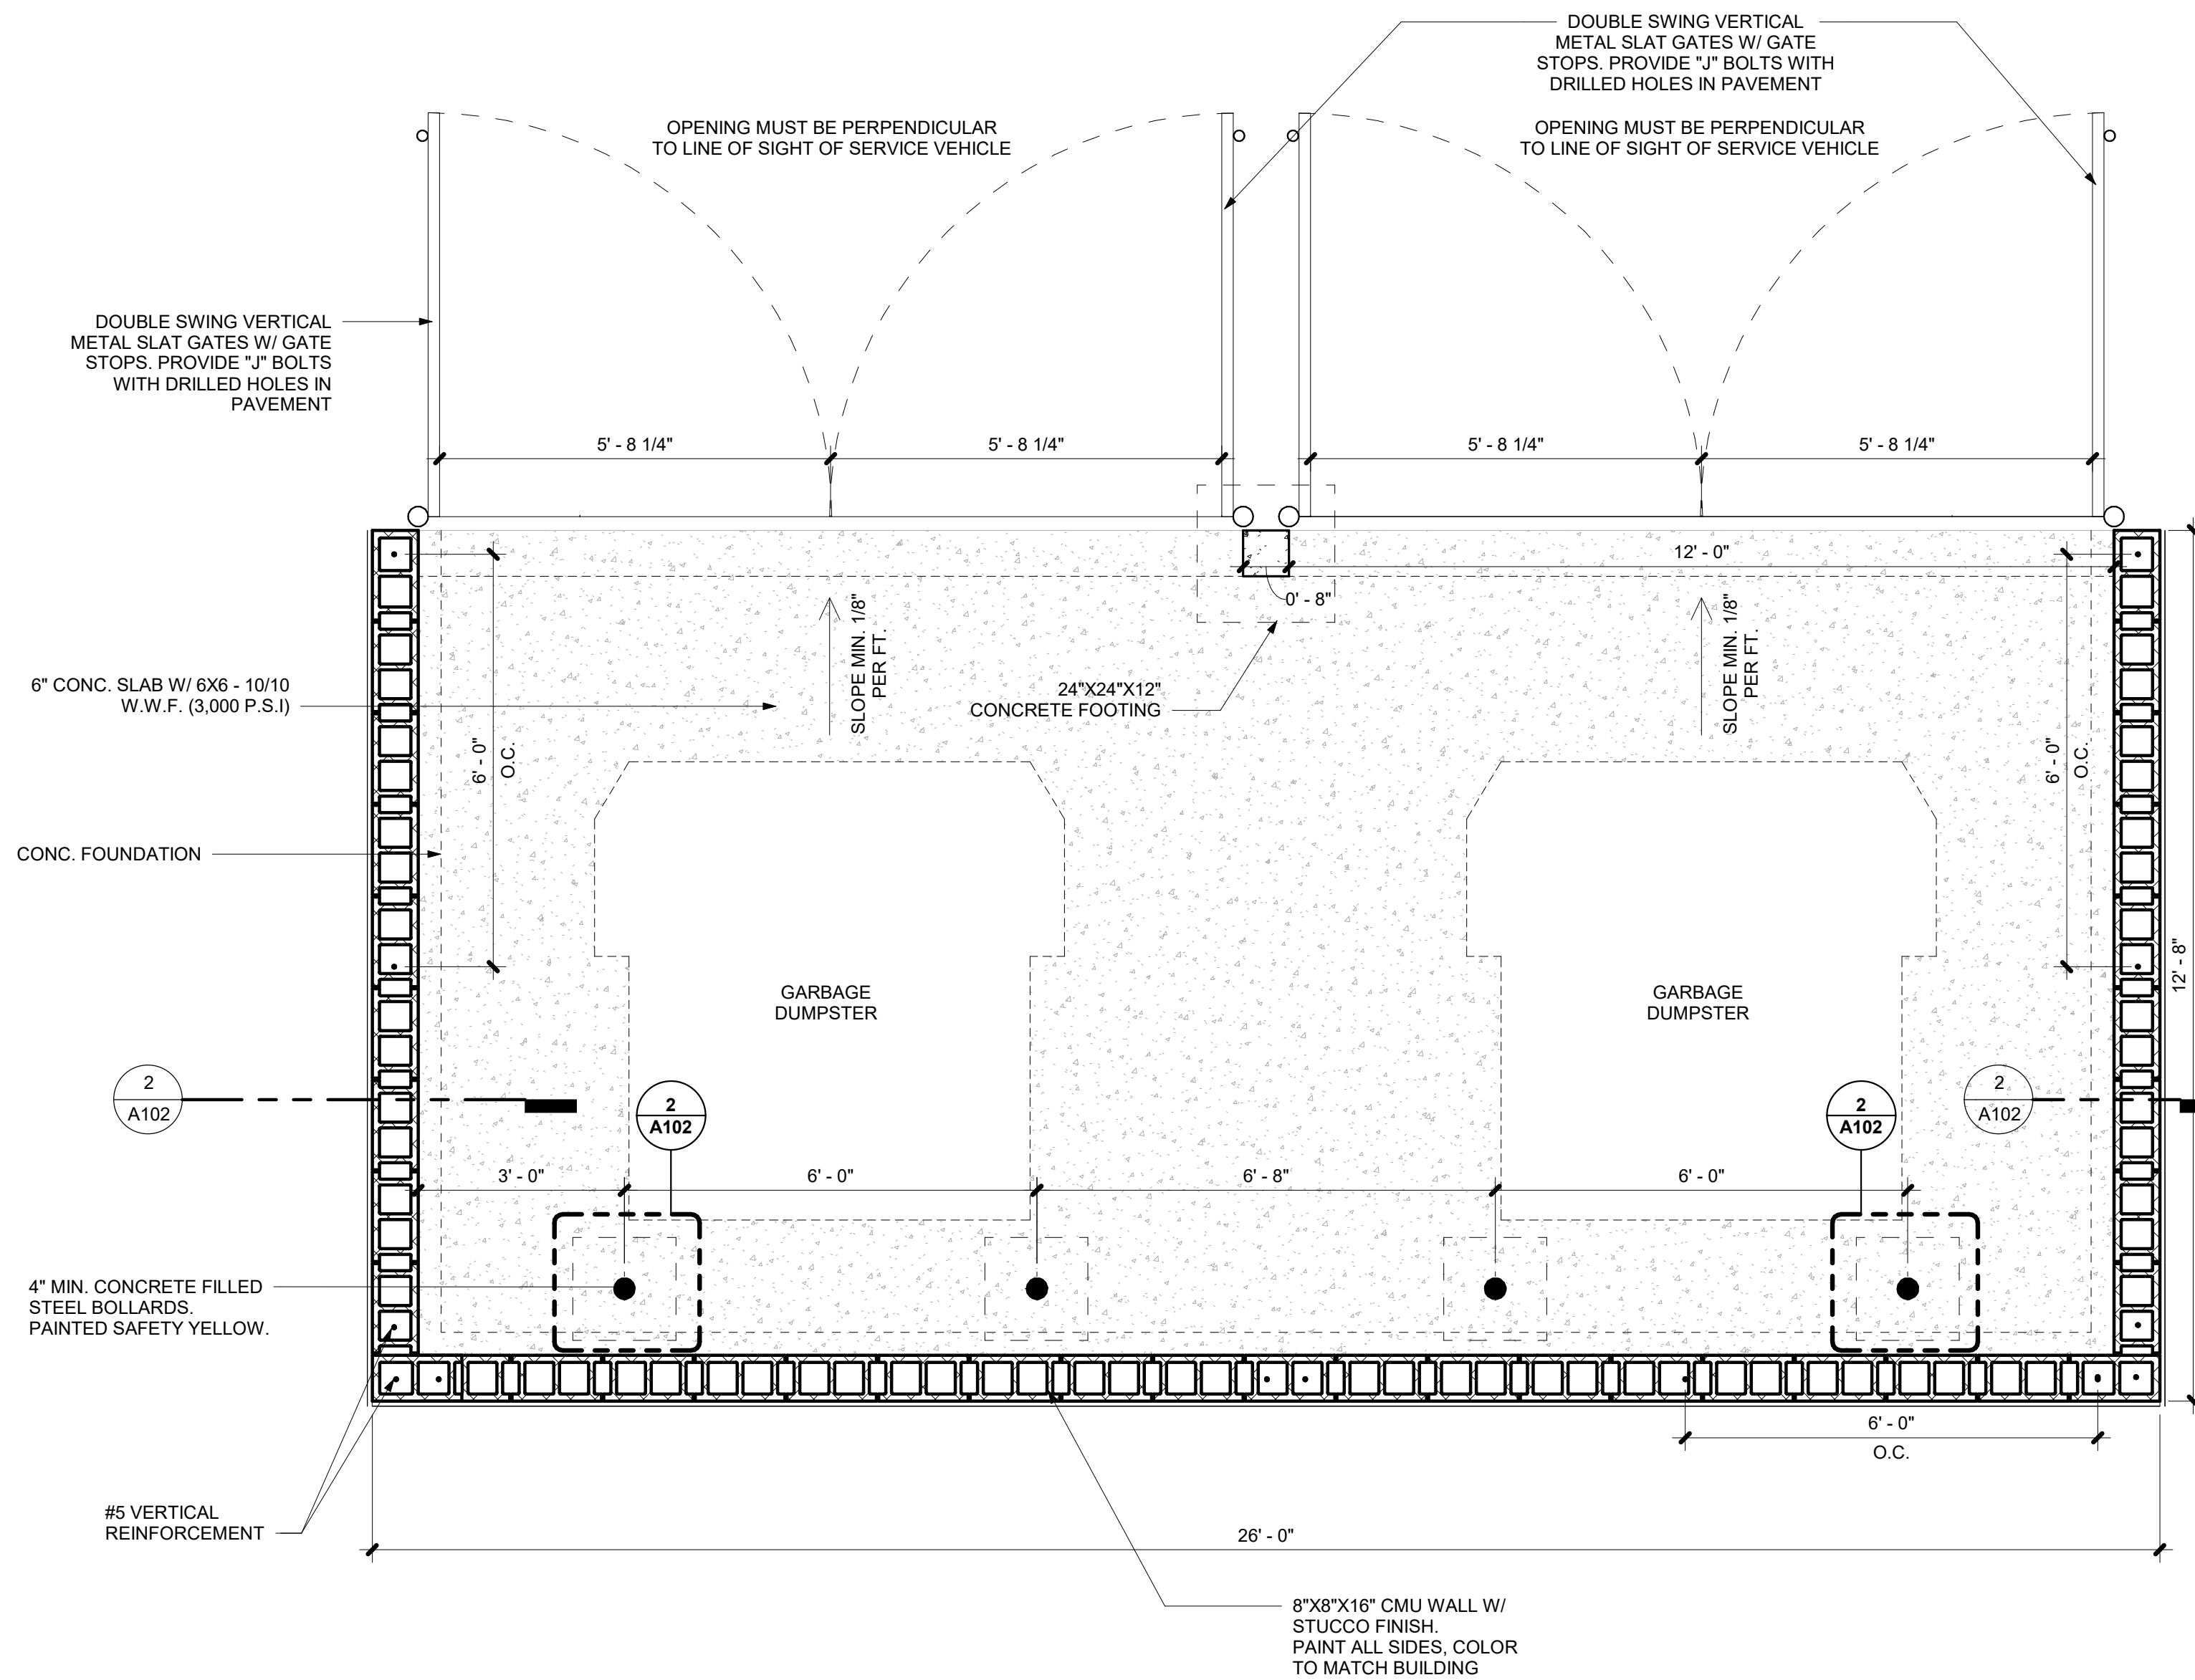 DOUBLE SWING VERTICAL
METAL SLAT GATES W/ GATE
STOPS. PROVIDE "J" BOLTS WITH
DRILLED HOLES IN PAVEMENT
OPENING MUST BE PERPENDICULAR
TO LINE OF SIGHT OF SERVICE VEHICLE
OPENING MUST BE PERPENDICULAR
TO LINE OF SIGHT OF SERVICE VEHICLE
DOUBLE SWING VERTICAL
METAL SLAT GATES W/ GATE
STOPS. PROVIDE "J" BOLTS
WITH DRILLED HOLES IN
PAVEMENT
5' - 8 1/4"
5' - 8 1/4"
5' - 8 1/4"
5' - 8 1/4"
12' - 0"
0' - 8"
SLOPE MIN. 1/8"
PER FT.
SLOPE MIN. 1/8"
PER FT.
24"X24"X12"
CONCRETE FOOTING
6" CONC. SLAB W/ 6X6 - 10/10
W.W.F. (3,000 P.S.I)
6' - 0"
O.C.
6' - 0"
O.C.
CONC. FOUNDATION
GARBAGE
DUMPSTER
GARBAGE
DUMPSTER
12' - 8"
2
A102
2
A102
2
A102
2
A102
3' - 0"
6' - 0"
6' - 8"
6' - 0"
4" MIN. CONCRETE FILLED
STEEL BOLLARDS.
PAINTED SAFETY YELLOW.
6' - 0"
O.C.
#5 VERTICAL
REINFORCEMENT
26' - 0"
8"X8"X16" CMU WALL W/
STUCCO FINISH.
PAINT ALL SIDES, COLOR
TO MATCH BUILDING